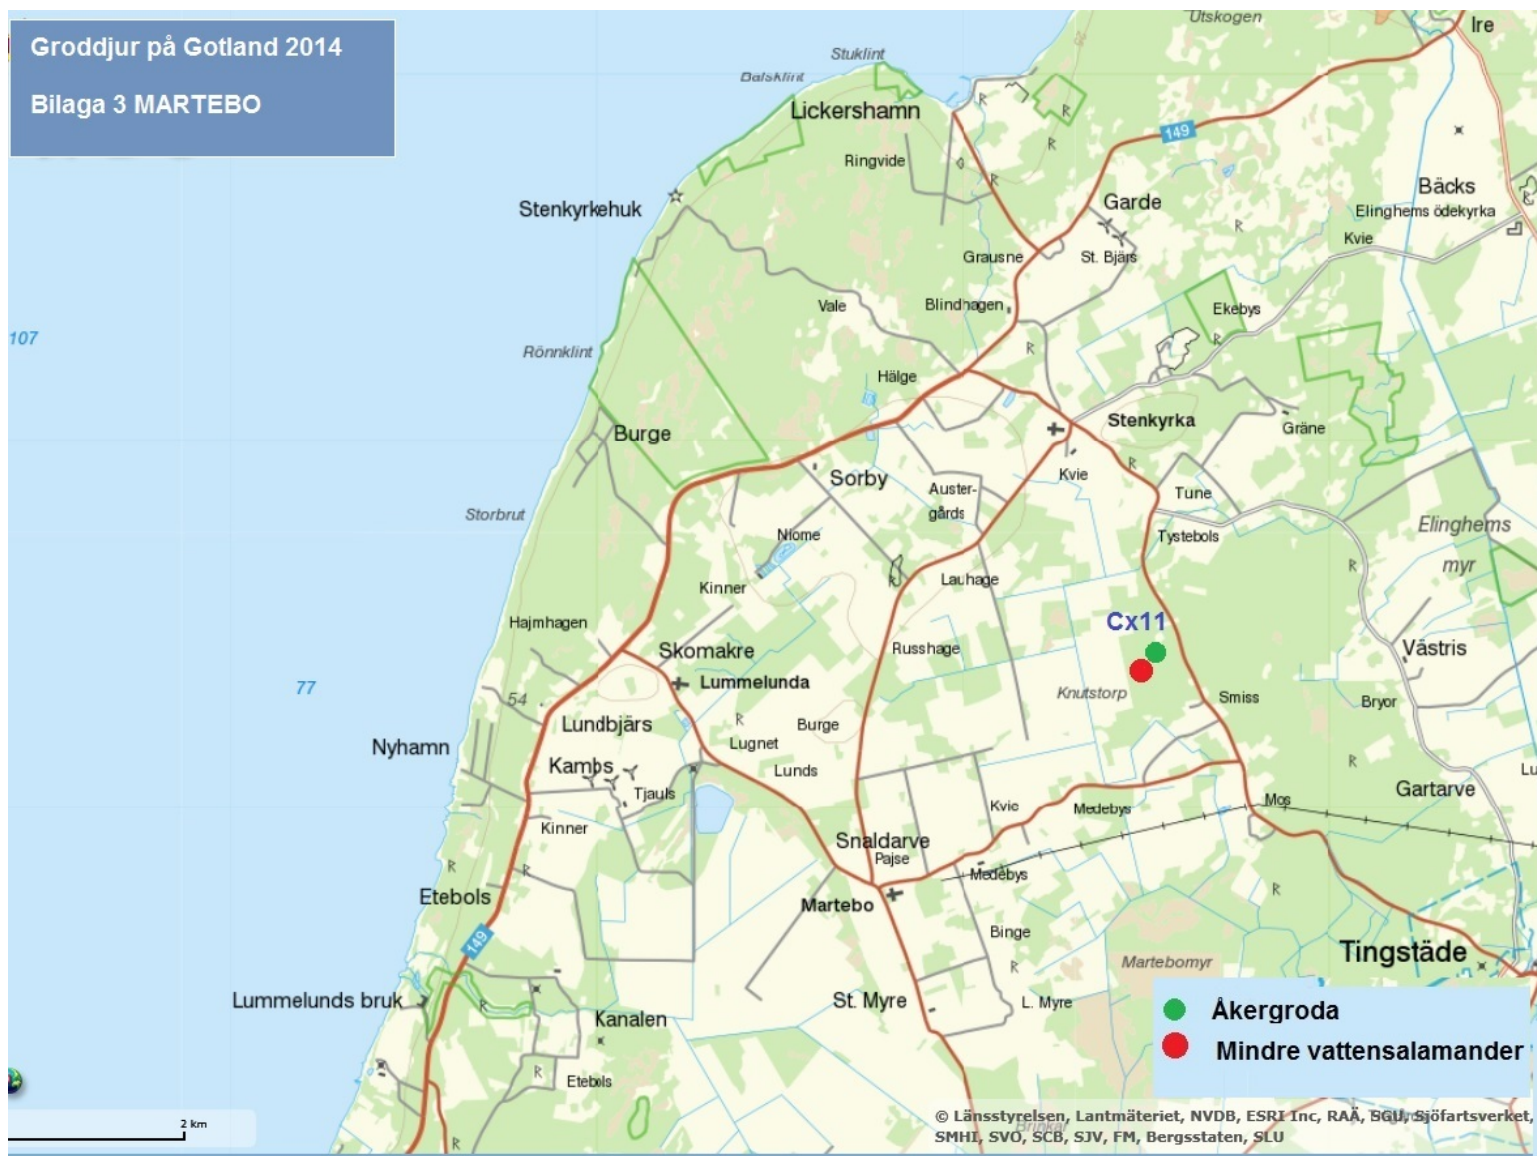 Groddjur på Gotland 2014
Bilaga 3 MARTEBO
Utskogen
Ire
Stuklint
Balsklint
Lickershamn
149
Ringvide
Bäcks
Stenkyrkehuk
Garde
Elinghems ödekyrka
Kvie
Grausne
St. Bjärs
Vale
Blindhagen
Ekebys
107
Rönnklint
Hälge
Burge
Stenkyrka
Gräne
Sorby
Kvie
Auster-
gårds
Tune
Storbrut
Niome
Tystebols
Elinghems
myr
Kinner
Lauhage
Hajmhagen
Cx11
Skomakre
Russhage
Västris
Lummelunda
77
54
Knutstorp
Smiss
Bryor
Lundbjärs
Burge
Nyhamn
Lugnet
Kambs
Lunds
Lu
Tjauls
Gartarve
Kvie
Medebys
Mos
Kinner
Snaldarve
Pajse
Medebys
Etebols
Martebo
149
Binge
Tingstäde
Martebomyr
Lummelunds bruk
St. Myre
L. Myre
Kanalen
Etebols
Åkergroda
Mindre vattensalamander
2 km
© Länsstyrelsen, Lantmäteriet, NVDB, ESRI Inc, RAÄ, SGU, Sjöfartsverket,
SMHI, SVO, SCB, SJV, FM, Bergsstaten, SLU